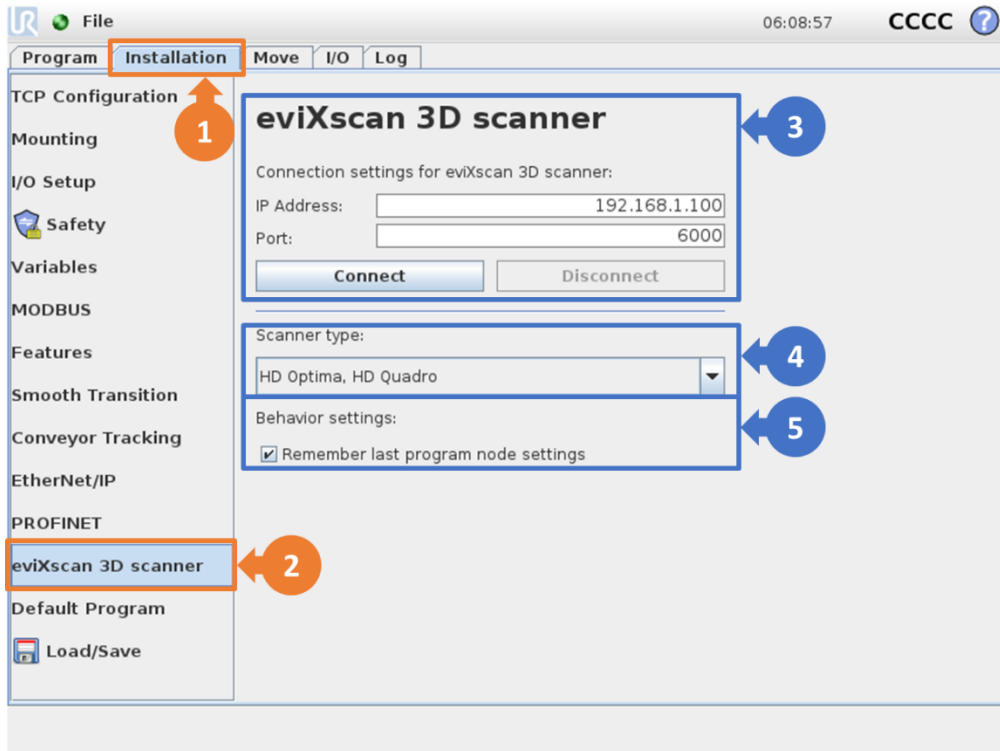 UR File 06:08:57 CCCC ?
Program Installation Move I/O Log
TCP Configuration
Mounting
I/O Setup
Safety
Variables
MODBUS
Features
Smooth Transition
Conveyor Tracking
EtherNet/IP
PROFINET
eviXscan 3D scanner
Default Program
Load/Save
1
2
eviXscan 3D scanner
Connection settings for eviXscan 3D scanner:
IP Address: 192.168.1.100
Port: 6000
Connect Disconnect
3
Scanner type:
HD Optima, HD Quadro
4
Behavior settings:
Remember last program node settings
5